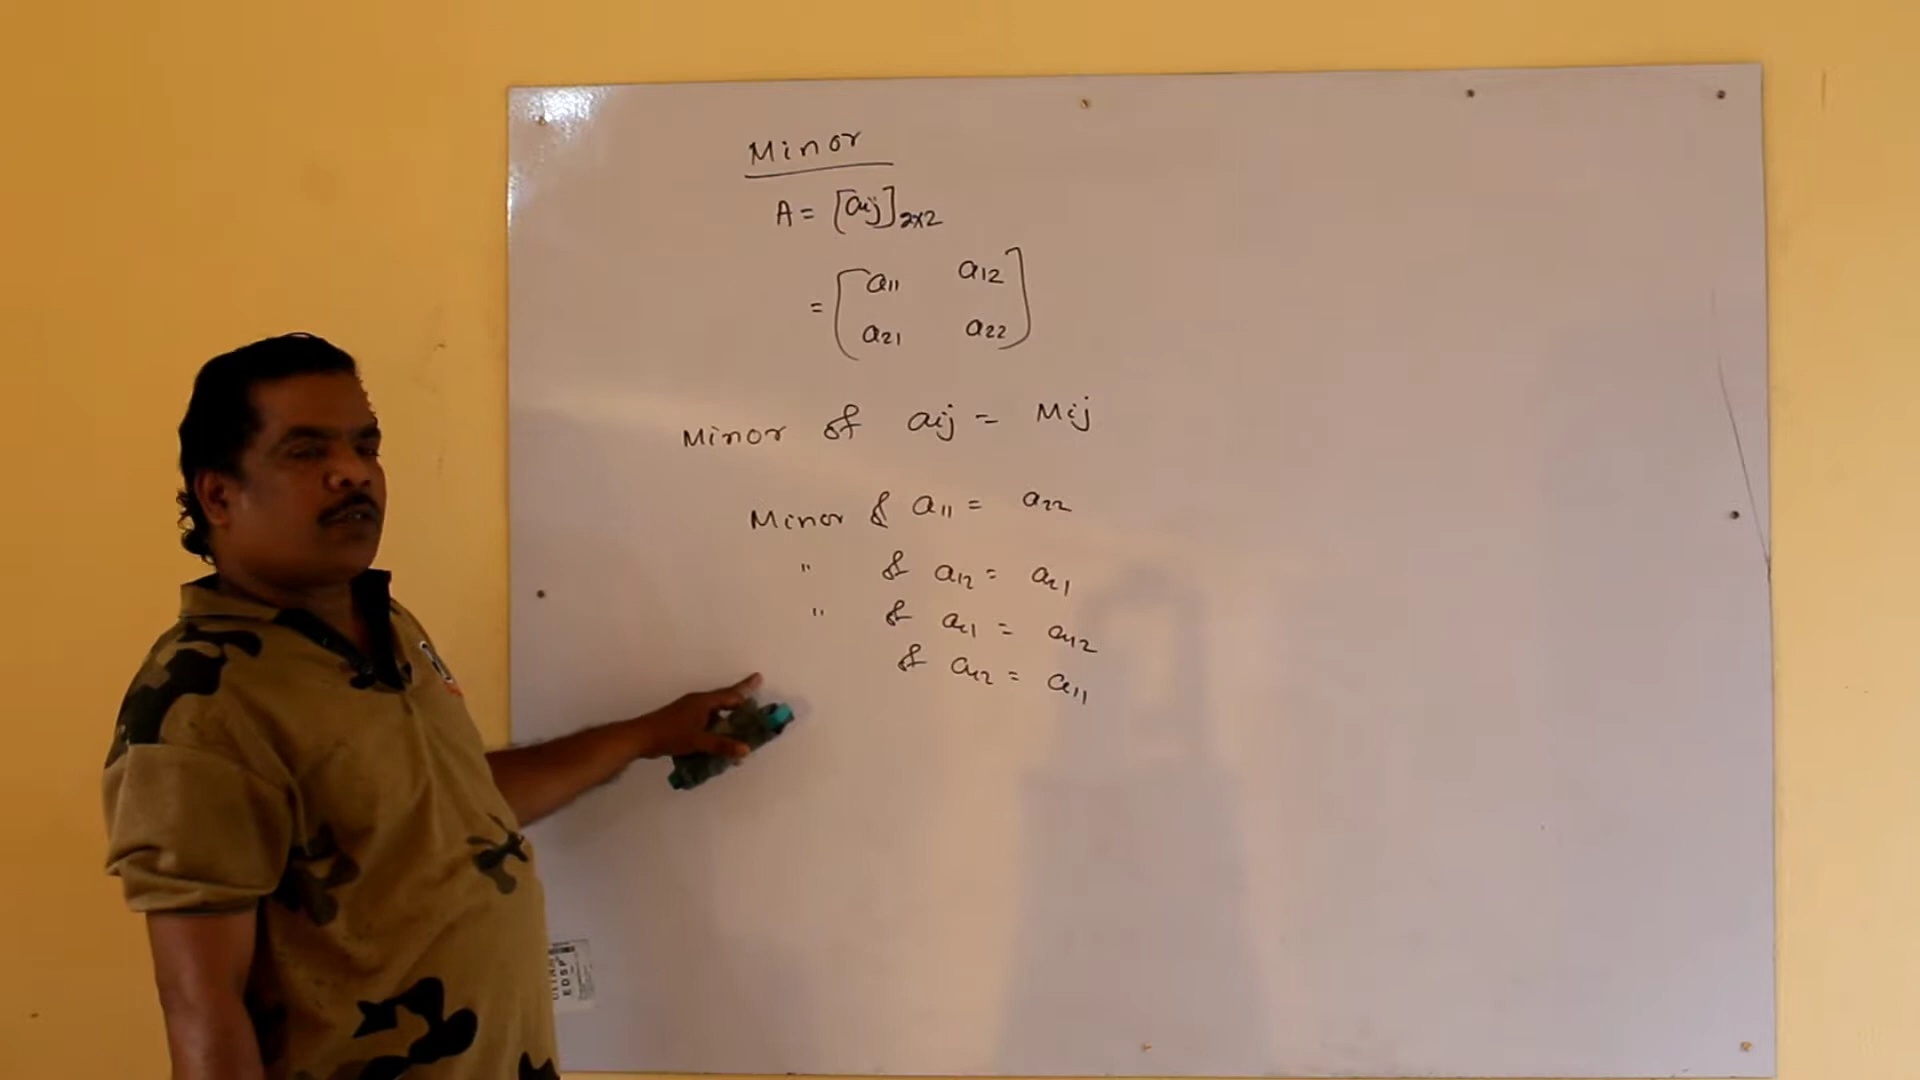 Minor
A = [aij]2x2
= [a11 a12
a21 a22]
Minor of aij = Mij
Minor of a11 = a22
" of a12 = a21
" of a21 = a12
of a22 = a11
EDSF